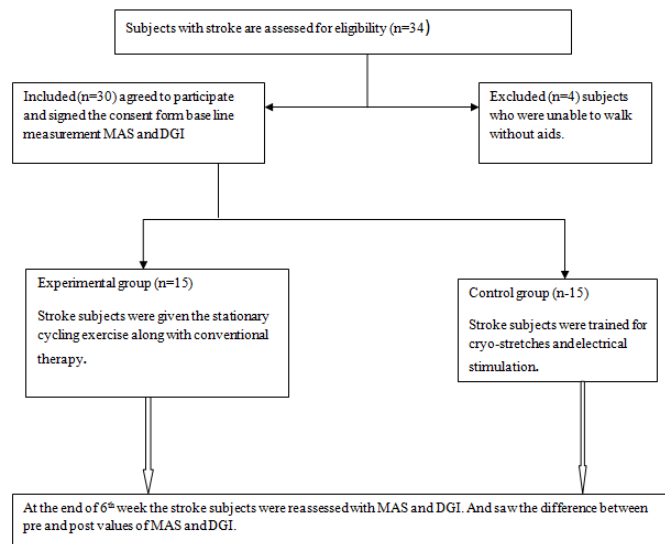 Subjects with stroke are assessed for eligibility (n=34)
Included (n=30) agreed to participate
and signed the consent form base line
measurement MAS and DGI
Excluded (n=4) subjects
who were unable to walk
without aids.
Experimental group (n=15)
Stroke subjects were given the stationary
cycling exercise along with conventional
therapy.
Control group (n-15)
Stroke subjects were trained for
cryo-stretches and electrical
stimulation.
At the end of 6th week the stroke subjects were reassessed with MAS and DGI. And saw the difference between
pre and post values of MAS and DGI.